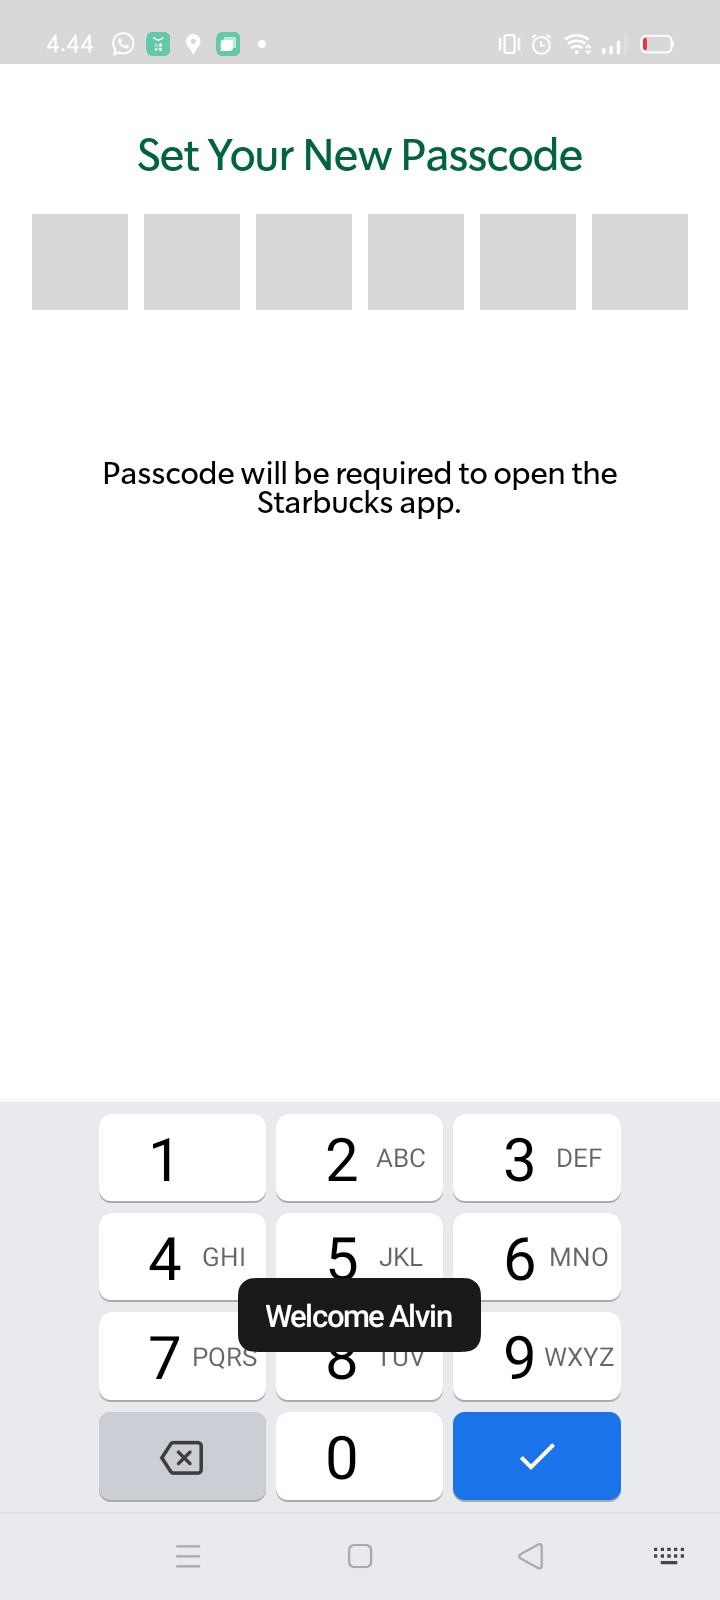 4.44
Set Your New Passcode
Passcode will be required to open the
Starbucks app.
1
2 ABC
3 DEF
4 GHI
5 JKL
6 MNO
Welcome Alvin
7 PQRS
8 TUV
9 WXYZ
0